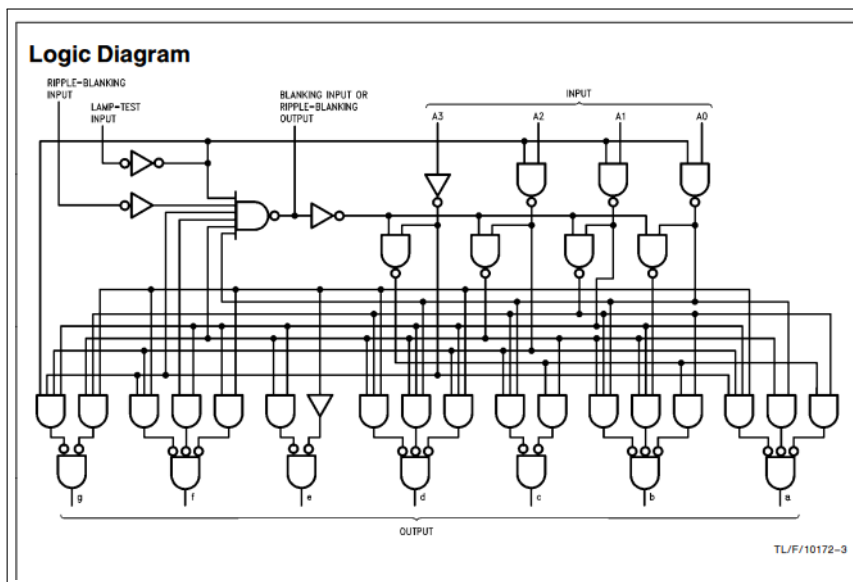 Logic Diagram
RIPPLE-BLANKING
INPUT
LAMP-TEST
INPUT
BLANKING INPUT OR
RIPPLE-BLANKING
OUTPUT
INPUT
A3 A2 A1 A0
g f e d c b a
OUTPUT
TL/F/10172-3